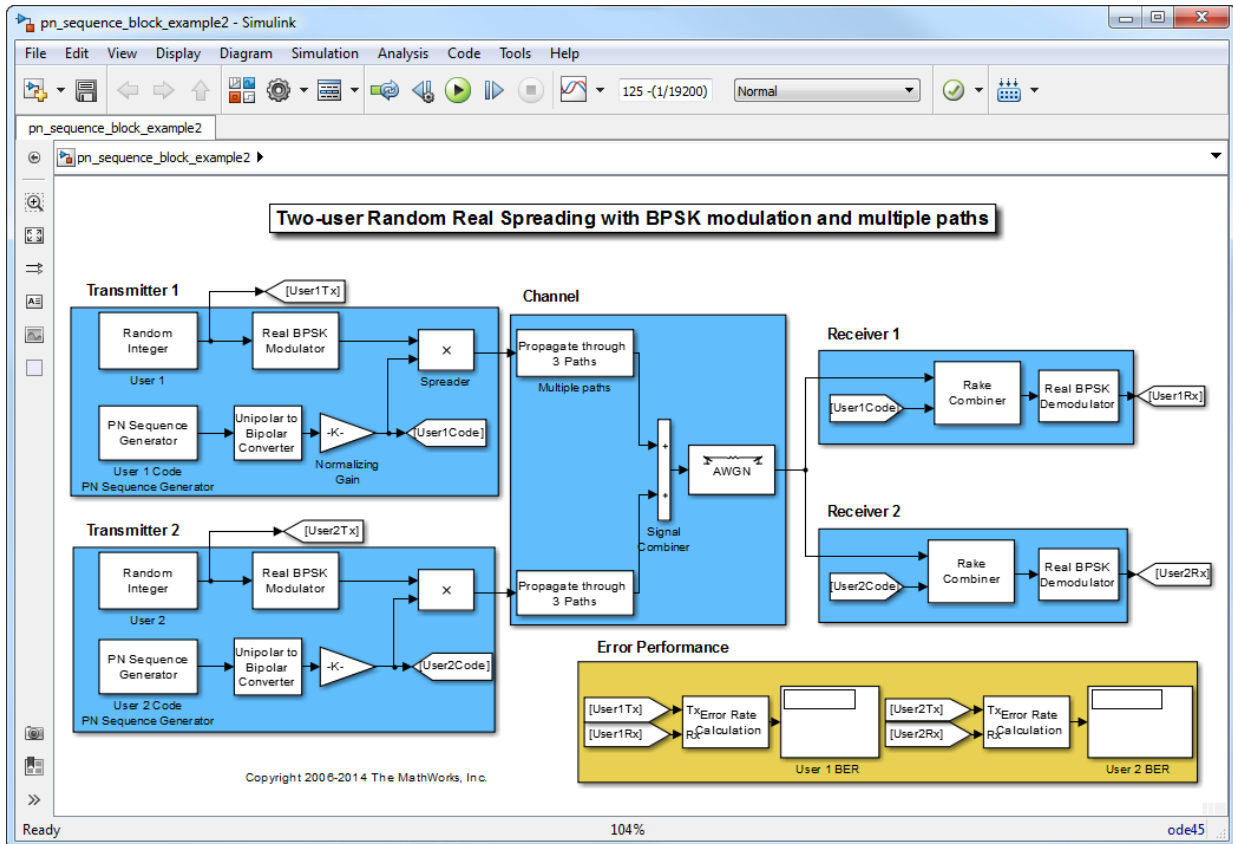 pn_sequence_block_example2 - Simulink
File Edit View Display Diagram Simulation Analysis Code Tools Help
125 -(1/19200)
Normal
pn_sequence_block_example2
pn_sequence_block_example2
Two-user Random Real Spreading with BPSK modulation and multiple paths
Transmitter 1
[User1Tx]
Random
Integer
User 1
Real BPSK
Modulator
×
Spreader
PN Sequence
Generator
User 1 Code
PN Sequence Generator
Unipolar to
Bipolar
Converter
-K-
Normalizing
Gain
[User1Code]
Transmitter 2
[User2Tx]
Random
Integer
User 2
Real BPSK
Modulator
×
PN Sequence
Generator
User 2 Code
PN Sequence Generator
Unipolar to
Bipolar
Converter
-K-
[User2Code]
Channel
Propagate through
3 Paths
Multiple paths
+
+
Signal
Combiner
AWGN
Propagate through
3 Paths
Receiver 1
[User1Code]
Rake
Combiner
Real BPSK
Demodulator
[User1Rx]
Receiver 2
[User2Code]
Rake
Combiner
Real BPSK
Demodulator
[User2Rx]
Error Performance
[User1Tx]
[User1Rx]
Tx
Rx
Error Rate
Calculation
User 1 BER
[User2Tx]
[User2Rx]
Tx
Rx
Error Rate
Calculation
User 2 BER
Copyright 2006-2014 The MathWorks, Inc.
Ready
104%
ode45